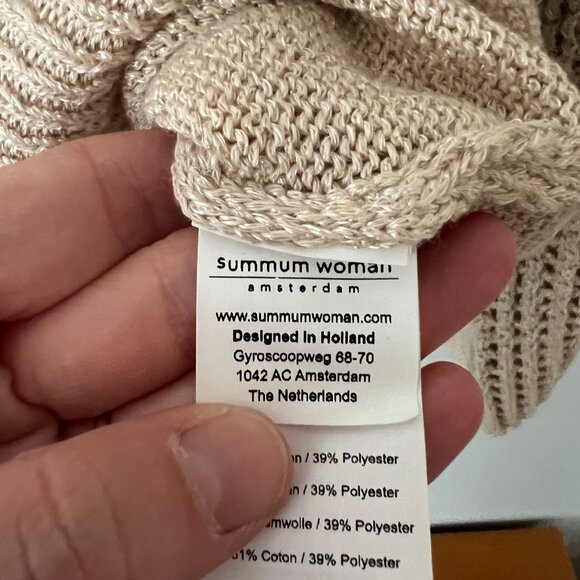 summum woman
amsterdam
www.summumwoman.com
Designed in Holland
Gyroscoopweg 68-70
1042 AC Amsterdam
The Netherlands
/ 39% Polyester
/ 39% Polyester
/ 39% Polyester
Coton / 39% Polyester